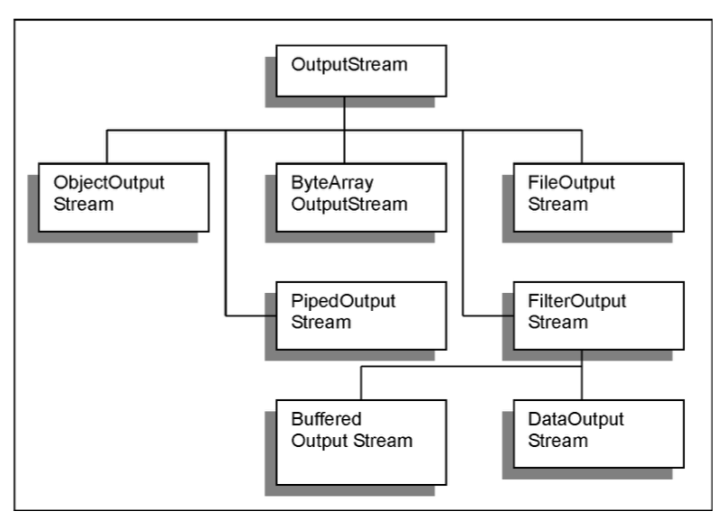 OutputStream
ObjectOutput
Stream
ByteArray
OutputStream
FileOutput
Stream
PipedOutput
Stream
FilterOutput
Stream
Buffered
Output Stream
DataOutput
Stream